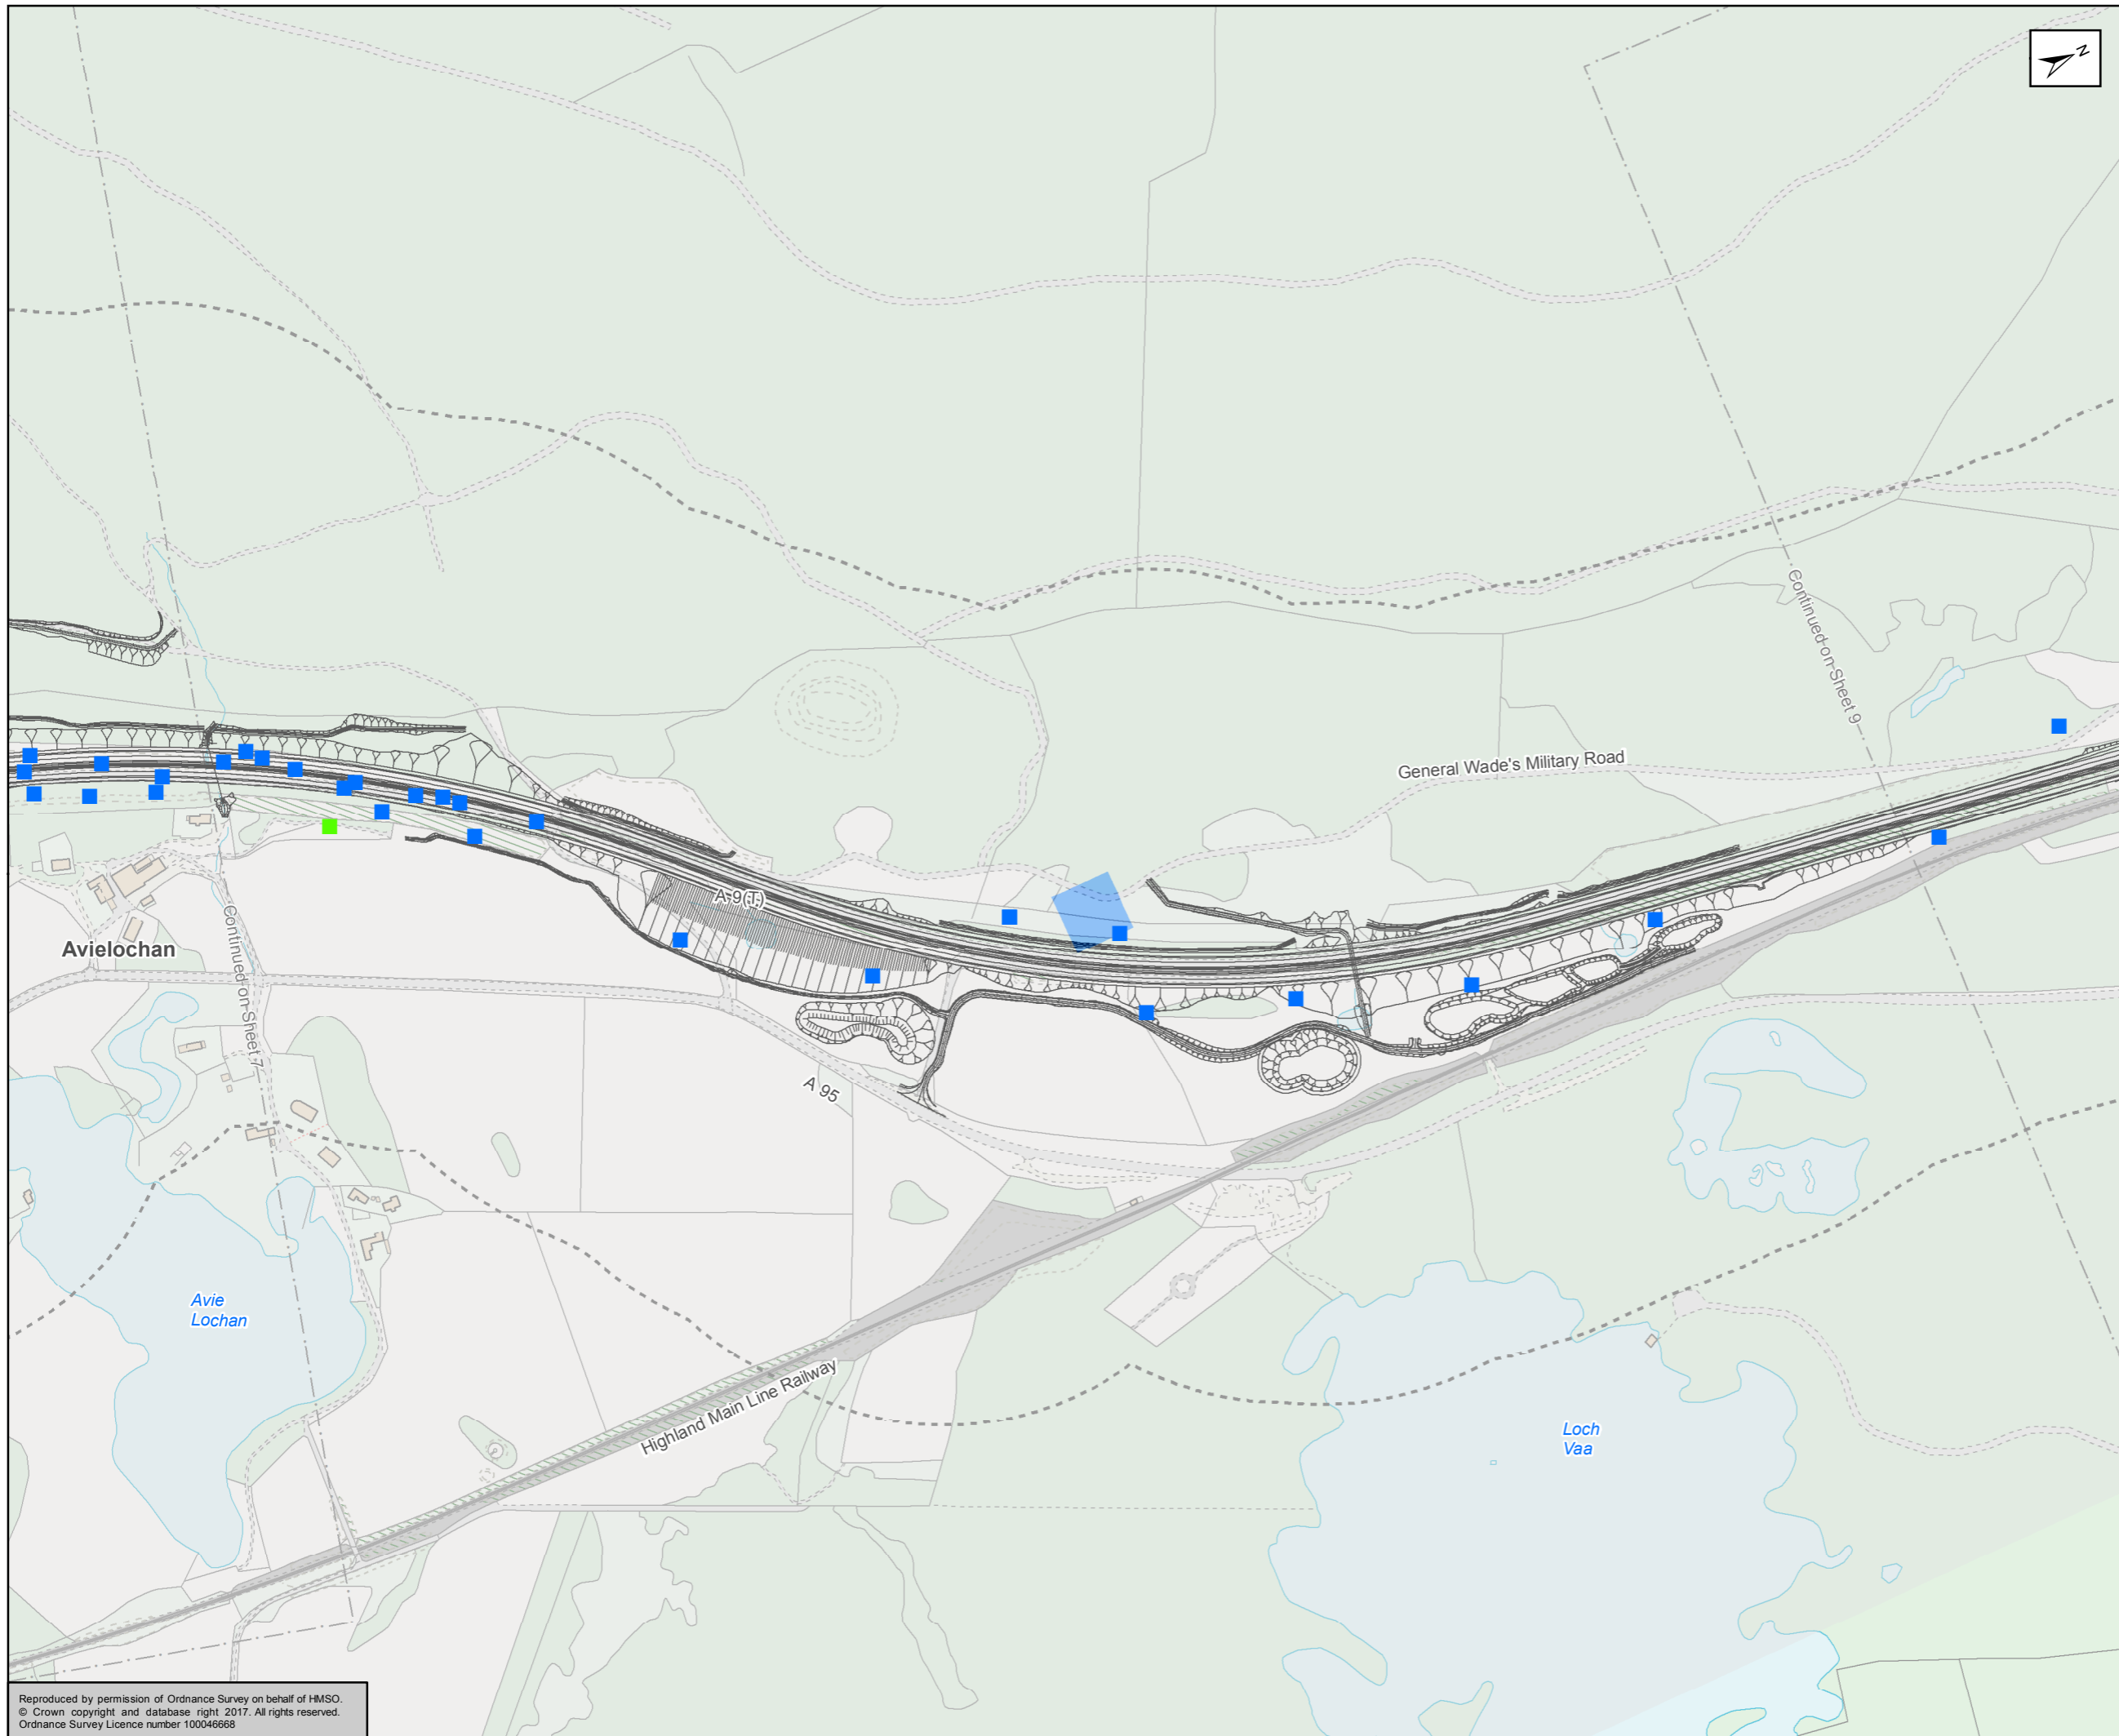 N
Continued on Sheet 9
General Wade's Military Road
A 9(T)
Avielochan
Continued on Sheet 7
A 95
Avie
Lochan
Highland Main Line Railway
Loch
Vaa
Reproduced by permission of Ordnance Survey on behalf of HMSO.
© Crown copyright and database right 2017. All rights reserved.
Ordnance Survey Licence number 100046668